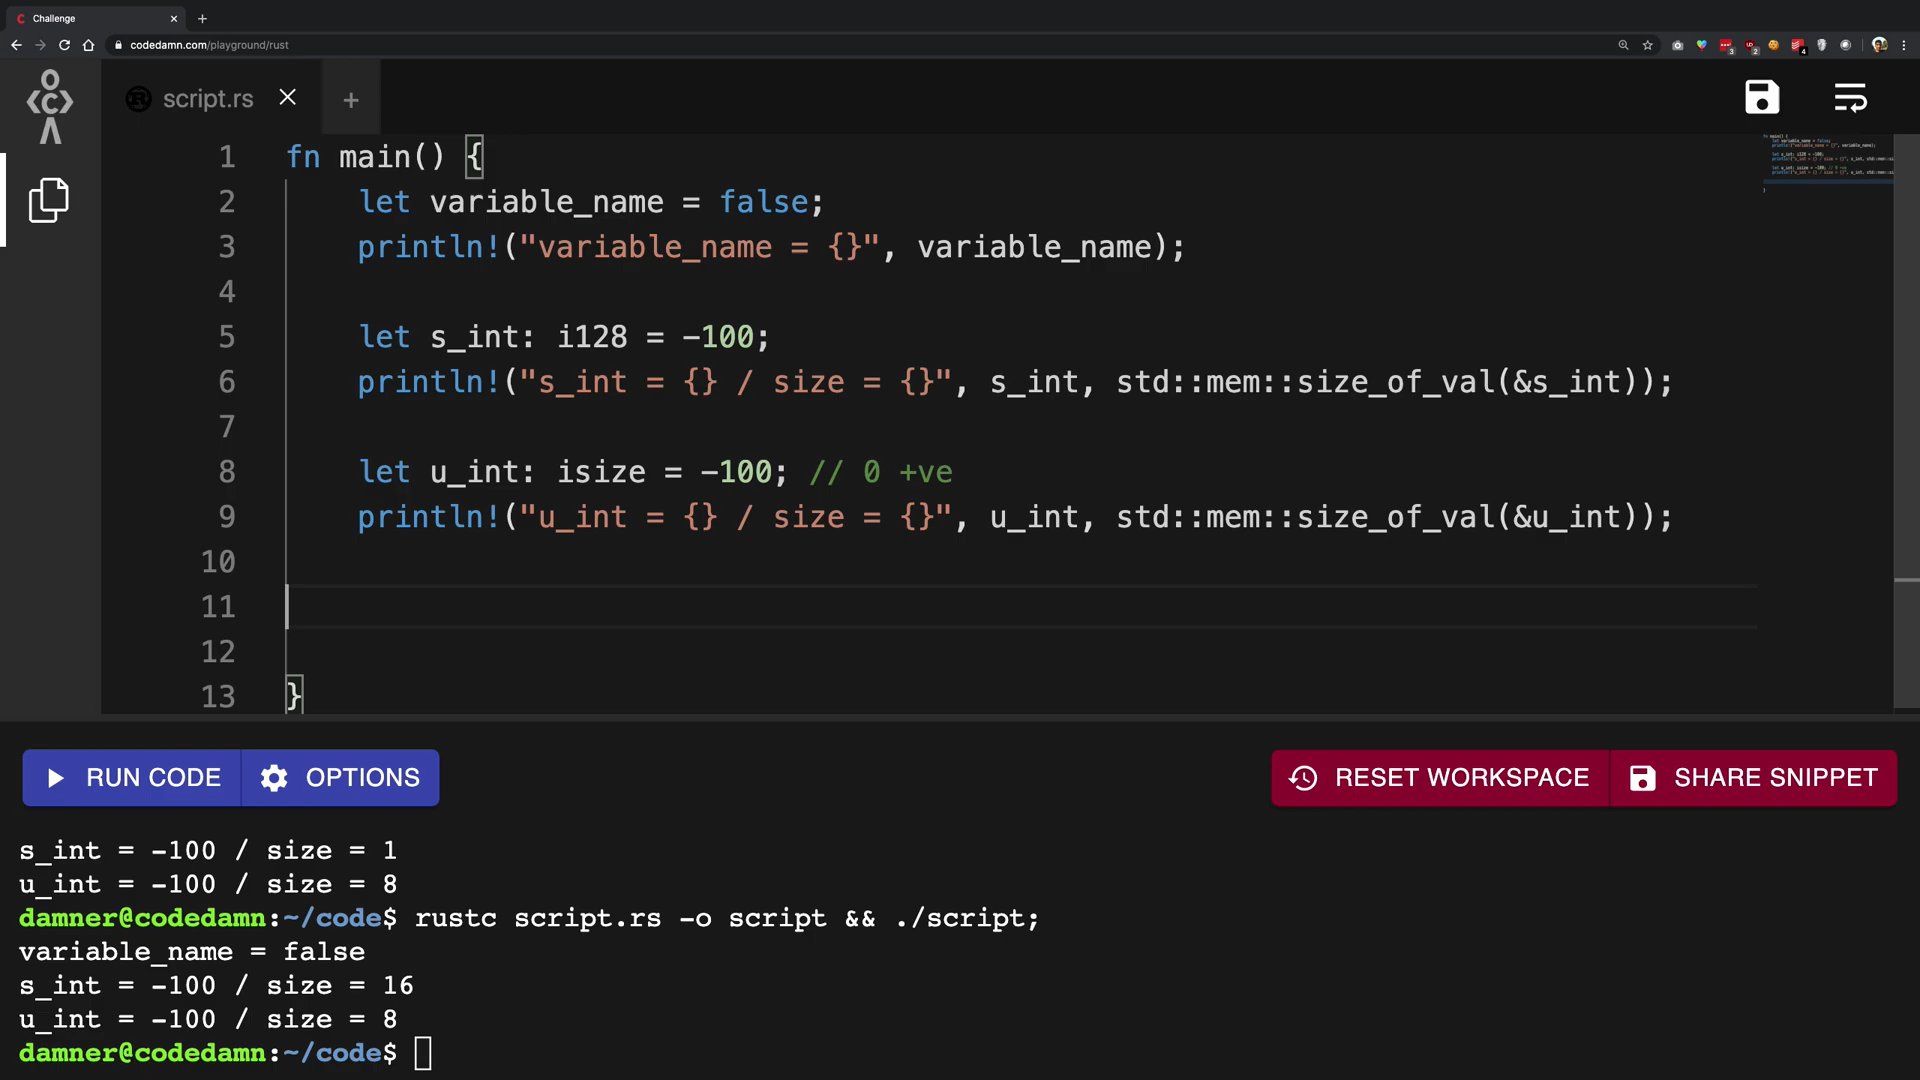 Challenge
codedamn.com/playground/rust
script.rs
1 fn main() {
2 let variable_name = false;
3 println!("variable_name = {}", variable_name);
4
5 let s_int: i128 = -100;
6 println!("s_int = {} / size = {}", s_int, std::mem::size_of_val(&s_int));
7
8 let u_int: isize = -100; // 0 +ve
9 println!("u_int = {} / size = {}", u_int, std::mem::size_of_val(&u_int));
10
11
12
13 }
RUN CODE OPTIONS RESET WORKSPACE SHARE SNIPPET
s_int = -100 / size = 1
u_int = -100 / size = 8
damner@codedamn:~/code$ rustc script.rs -o script && ./script;
variable_name = false
s_int = -100 / size = 16
u_int = -100 / size = 8
damner@codedamn:~/code$